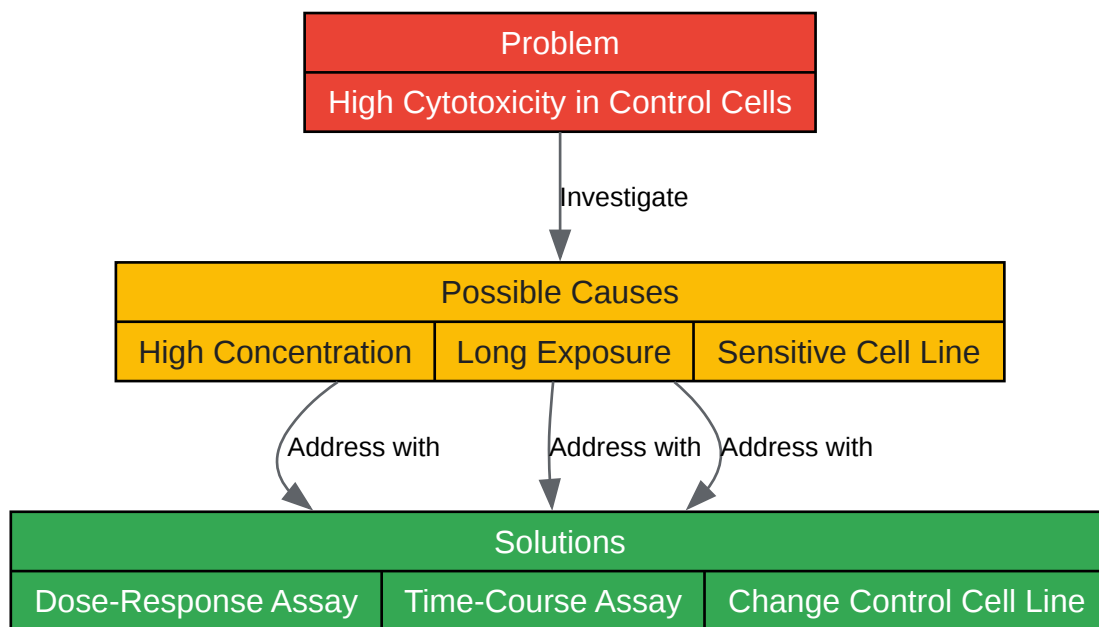 Problem
High Cytotoxicity in Control Cells
Investigate
Possible Causes
High Concentration
Long Exposure
Sensitive Cell Line
Address with
Address with
Address with
Solutions
Dose-Response Assay
Time-Course Assay
Change Control Cell Line